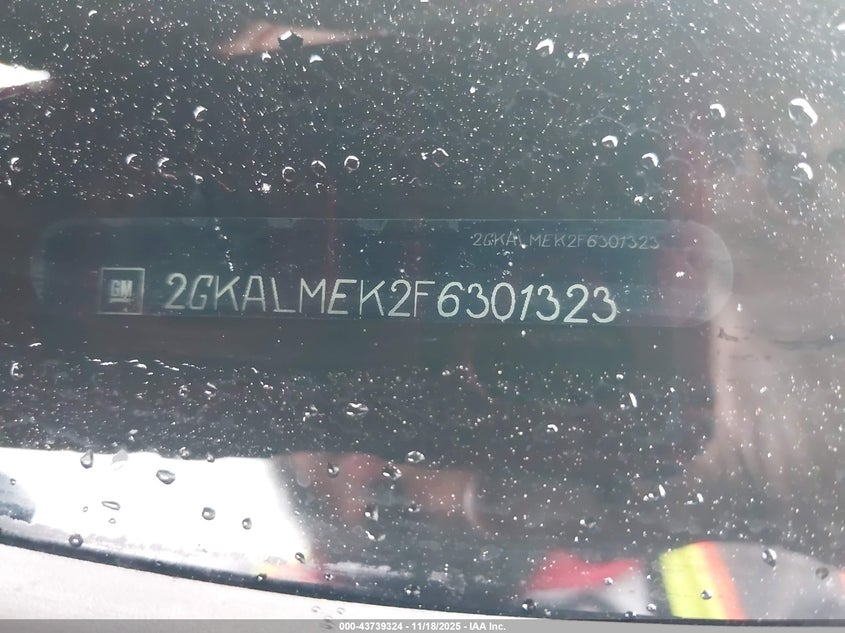 2GKALMEK2F6301323
GM 2GKALMEK2F6301323
000-43739324 - 11/18/2025 - IAA Inc.